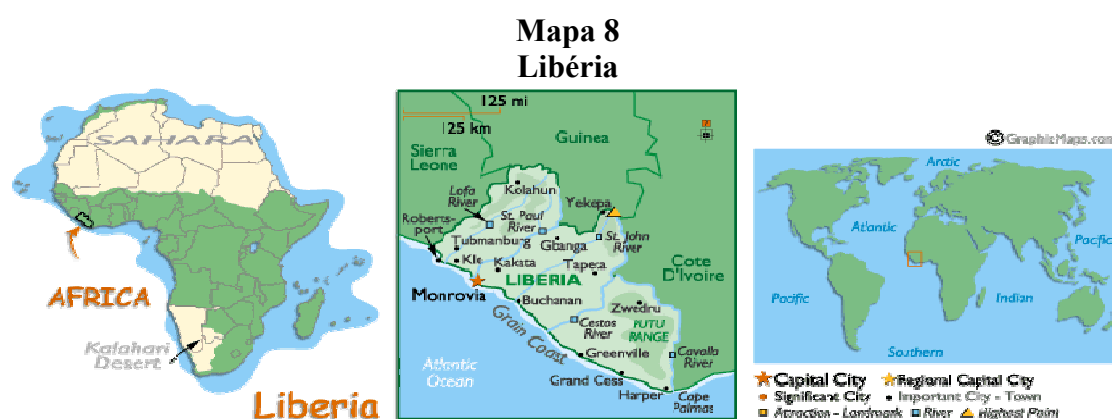 Mapa 8
Libéria
SAHARA
AFRICA
Kalahari
Desert
Liberia
125 mi
125 km
Guinea
Sierra
Leone
Kolahun
Lofa
River
Yekepa
Roberts-
port
St. Paul
River
St. John
River
Tubmanburg
Gbanga
Kle
Kakata
Tapeta
Cote
D'Ivoire
LIBERIA
Monrovia
Buchanan
Zwedru
Grain Coast
Cestos
River
PUTU
RANGE
Greenville
Cavalla
River
Atlantic
Ocean
Grand Cess
Harper
Cape
Palmas
© GraphicMaps.com
Arctic
Atlantic
Pacific
Pacific
Indian
Southern
Capital City
Regional Capital City
Significant City
Important City - Town
Attraction - Landmark
River
Highest Point